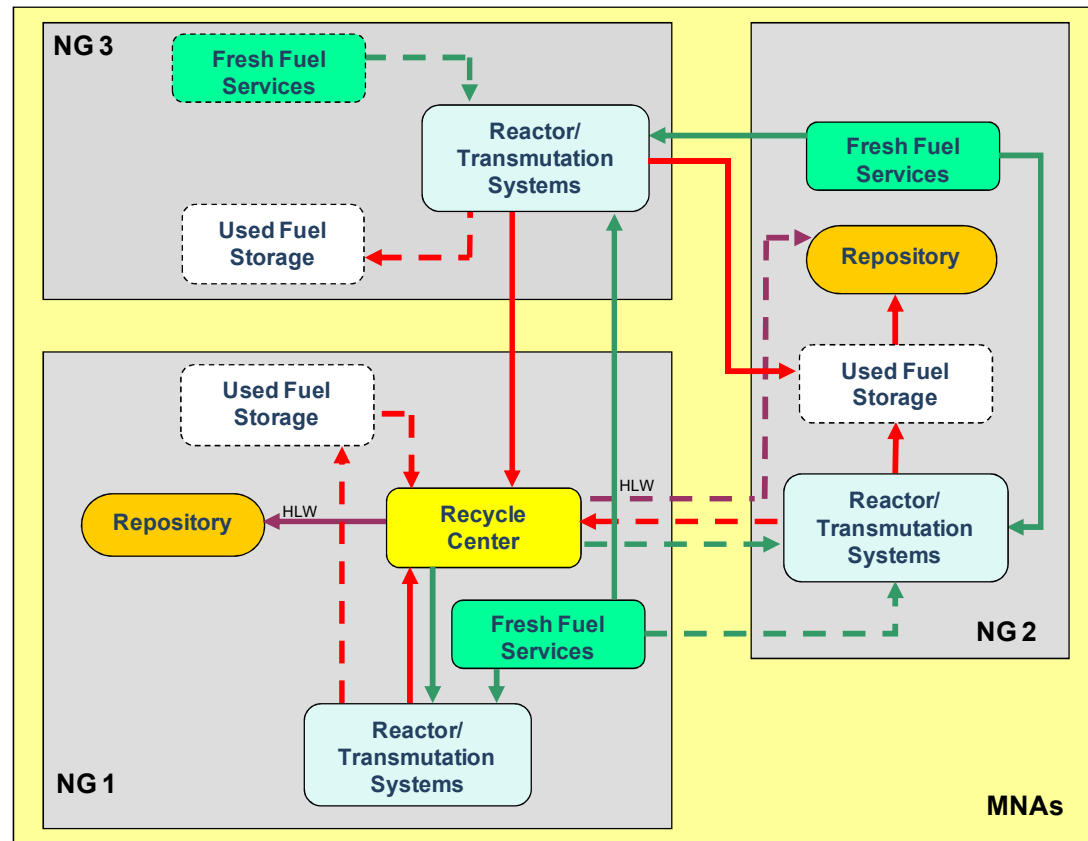 NG 3
Fresh Fuel
Services
Reactor/
Transmutation
Systems
Used Fuel
Storage
Fresh Fuel
Services
Repository
Used Fuel
Storage
Reactor/
Transmutation
Systems
NG 2
Used Fuel
Storage
Repository
HLW
Recycle
Center
HLW
Fresh Fuel
Services
Reactor/
Transmutation
Systems
NG 1
MNAs